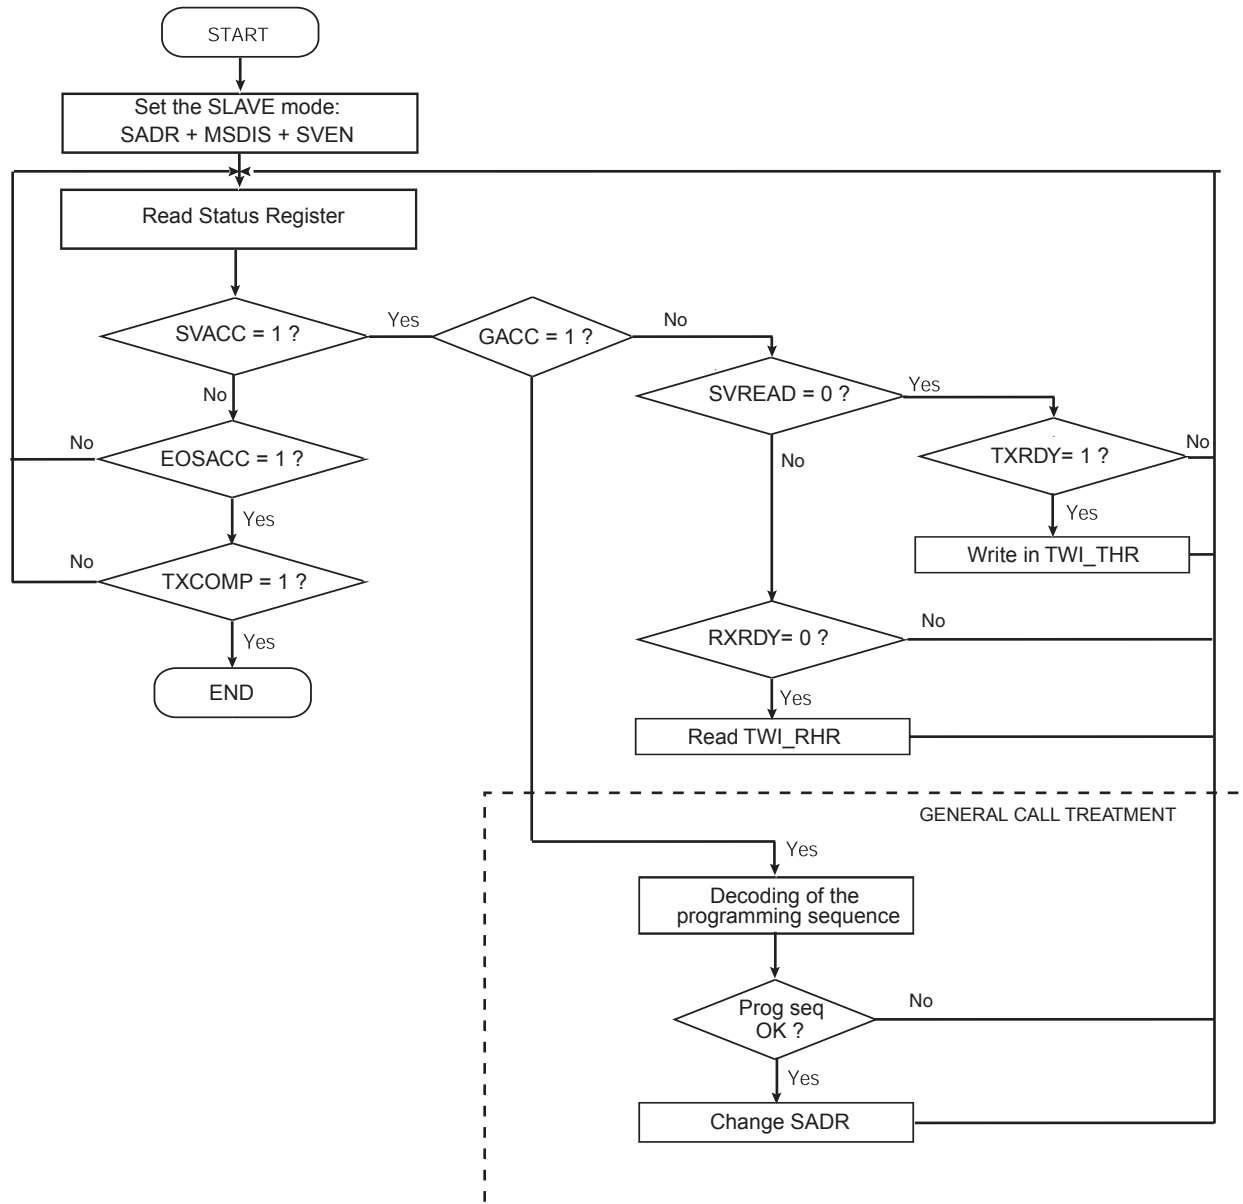 START
Set the SLAVE mode:
SADR + MSDIS + SVEN
Read Status Register
SVACC = 1 ?
Yes
GACC = 1 ?
No
SVREAD = 0 ?
Yes
No
EOSACC = 1 ?
No
TXRDY= 1 ?
No
No
Yes
Yes
Write in TWI_THR
No
TXCOMP = 1 ?
RXRDY= 0 ?
No
Yes
END
Yes
Read TWI_RHR
GENERAL CALL TREATMENT
Yes
Decoding of the
programming sequence
Prog seq
OK ?
No
Yes
Change SADR